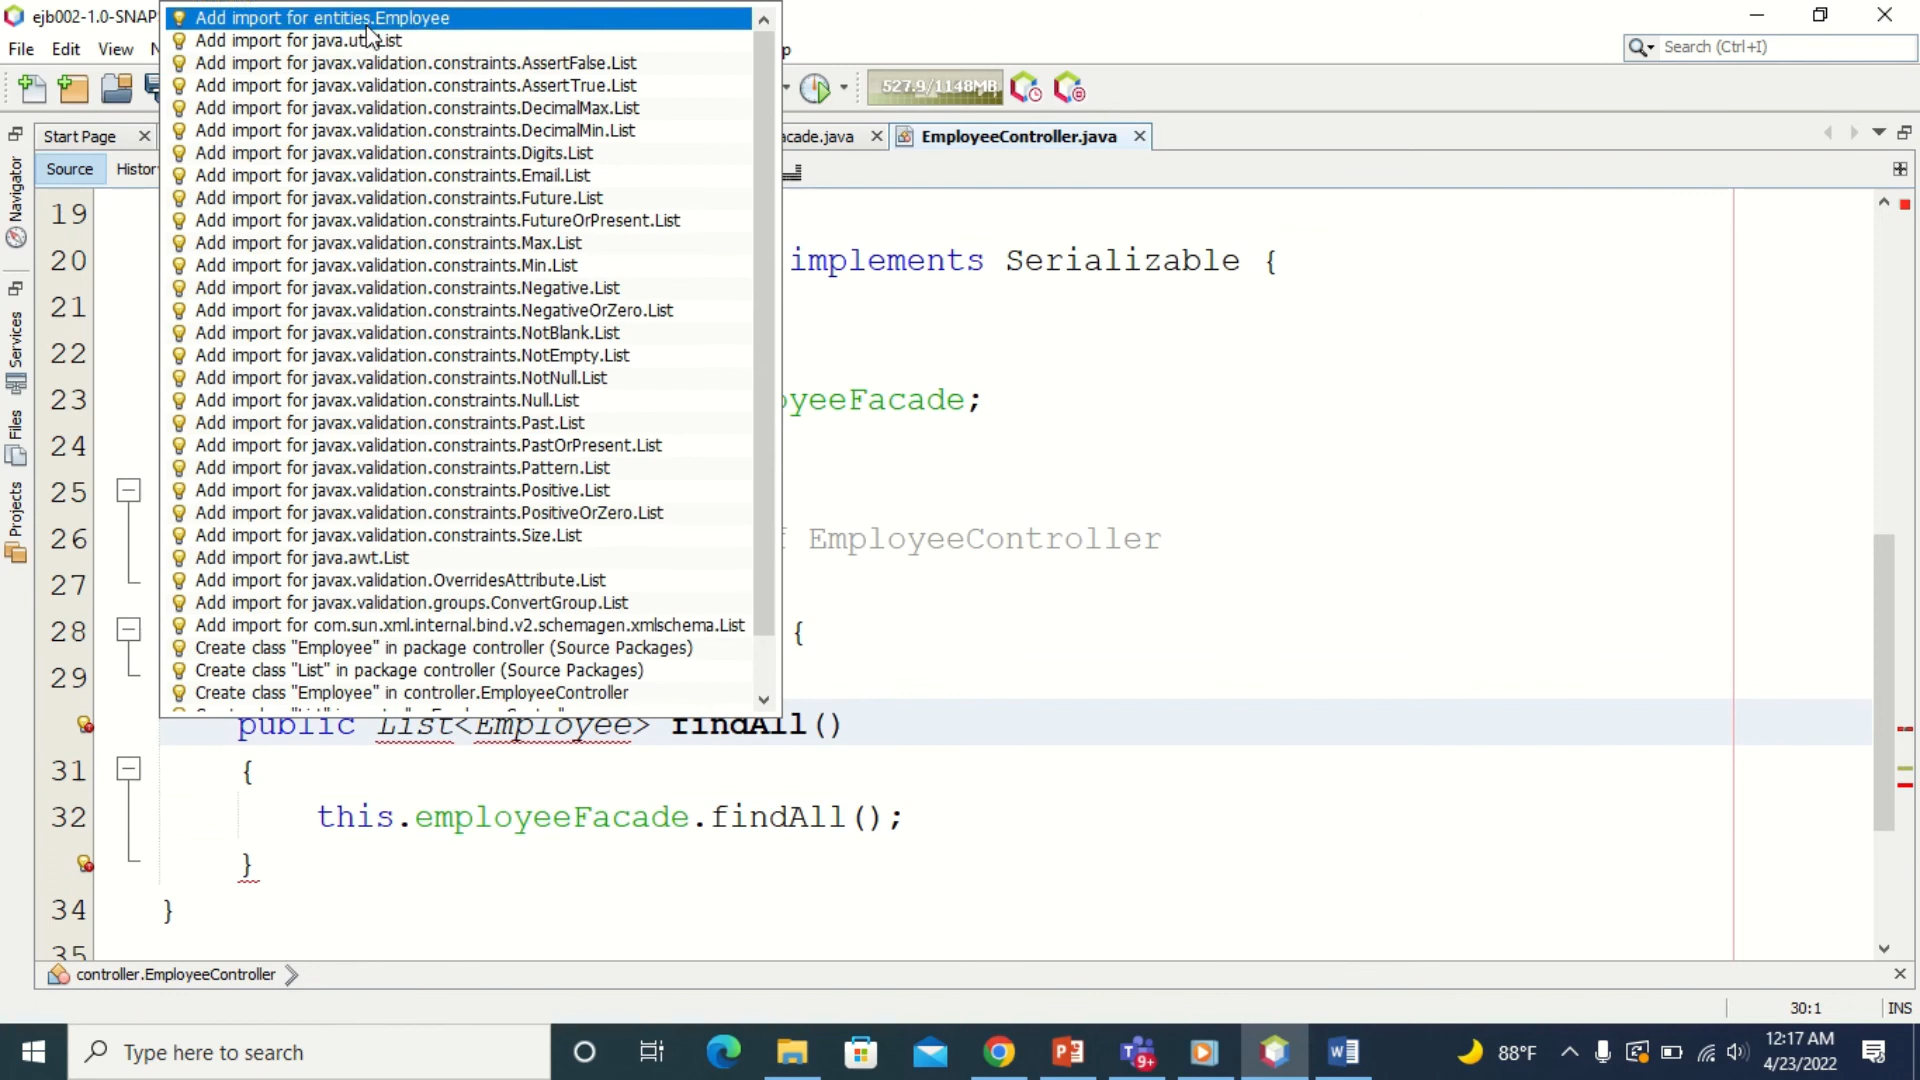 ejb002-1.0-SNAPS
File Edit View N
Search (Ctrl+I)
527.9/1148MB
Start Page
acade.java
EmployeeController.java
Source
Histor
Navigator
Services
Files
Projects
Add import for entities.Employee
Add import for java.util.List
Add import for javax.validation.constraints.AssertFalse.List
Add import for javax.validation.constraints.AssertTrue.List
Add import for javax.validation.constraints.DecimalMax.List
Add import for javax.validation.constraints.DecimalMin.List
Add import for javax.validation.constraints.Digits.List
Add import for javax.validation.constraints.Email.List
Add import for javax.validation.constraints.Future.List
Add import for javax.validation.constraints.FutureOrPresent.List
Add import for javax.validation.constraints.Max.List
Add import for javax.validation.constraints.Min.List
Add import for javax.validation.constraints.Negative.List
Add import for javax.validation.constraints.NegativeOrZero.List
Add import for javax.validation.constraints.NotBlank.List
Add import for javax.validation.constraints.NotEmpty.List
Add import for javax.validation.constraints.NotNull.List
Add import for javax.validation.constraints.Null.List
Add import for javax.validation.constraints.Past.List
Add import for javax.validation.constraints.PastOrPresent.List
Add import for javax.validation.constraints.Pattern.List
Add import for javax.validation.constraints.Positive.List
Add import for javax.validation.constraints.PositiveOrZero.List
Add import for javax.validation.constraints.Size.List
Add import for java.awt.List
Add import for javax.validation.OverridesAttribute.List
Add import for javax.validation.groups.ConvertGroup.List
Add import for com.sun.xml.internal.bind.v2.schemagen.xmlschema.List
Create class "Employee" in package controller (Source Packages)
Create class "List" in package controller (Source Packages)
Create class "Employee" in controller.EmployeeController
19
20 implements Serializable {
21
22
23 oyeeFacade;
24
25
26 f EmployeeController
27
28 {
29
public List<Employee> findAll()
31 {
32 this.employeeFacade.findAll();
}
34 }
35
controller.EmployeeController
30:1 INS
Type here to search
9+
88°F
12:17 AM
4/23/2022